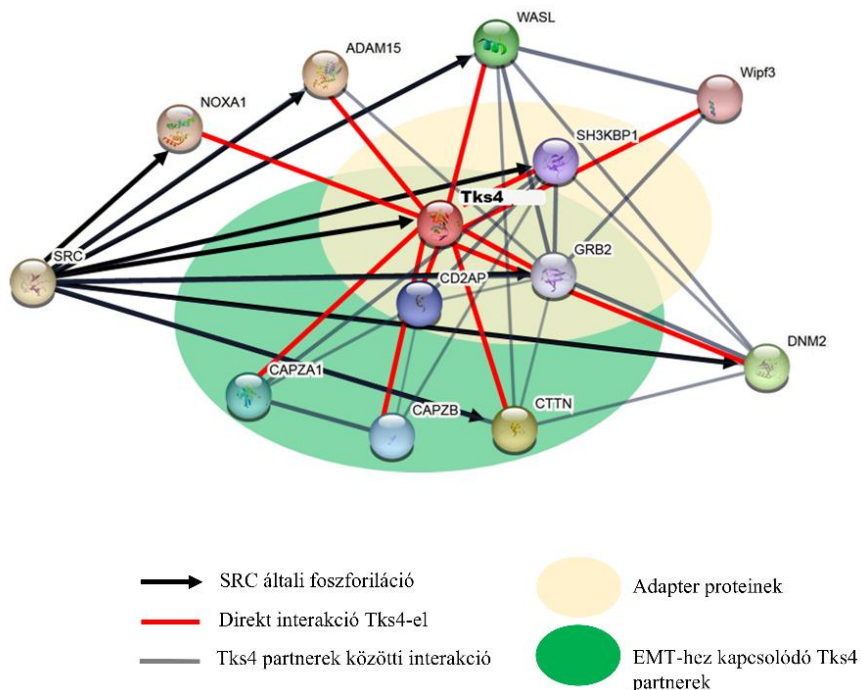 WASL
ADAM15
Wipf3
NOXA1
SH3KBP1
Tks4
SRC
GRB2
CD2AP
DNM2
CAPZA1
CAPZB
CTTN
SRC általi foszforiláció
Direkt interakció Tks4-el
Tks4 partnerek közötti interakció
Adapter proteinek
EMT-hez kapcsolódó Tks4
partnerek